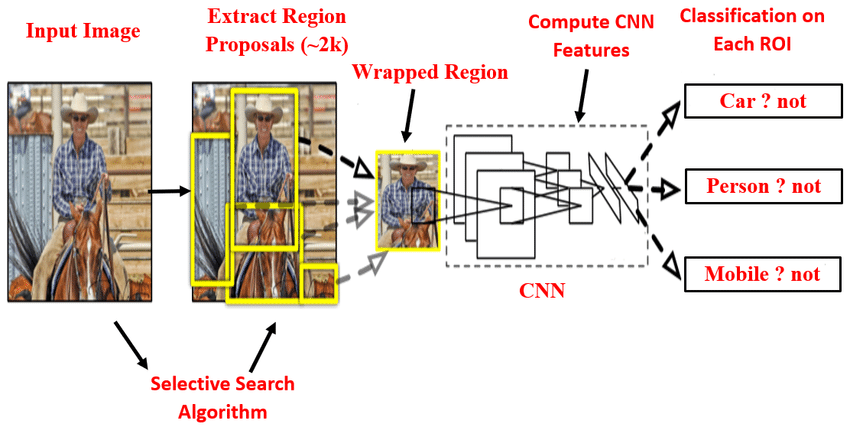 Input Image
Extract Region
Proposals (~2k)
Wrapped Region
Compute CNN
Features
Classification on
Each ROI
Car ? not
Person ? not
Mobile ? not
CNN
Selective Search
Algorithm